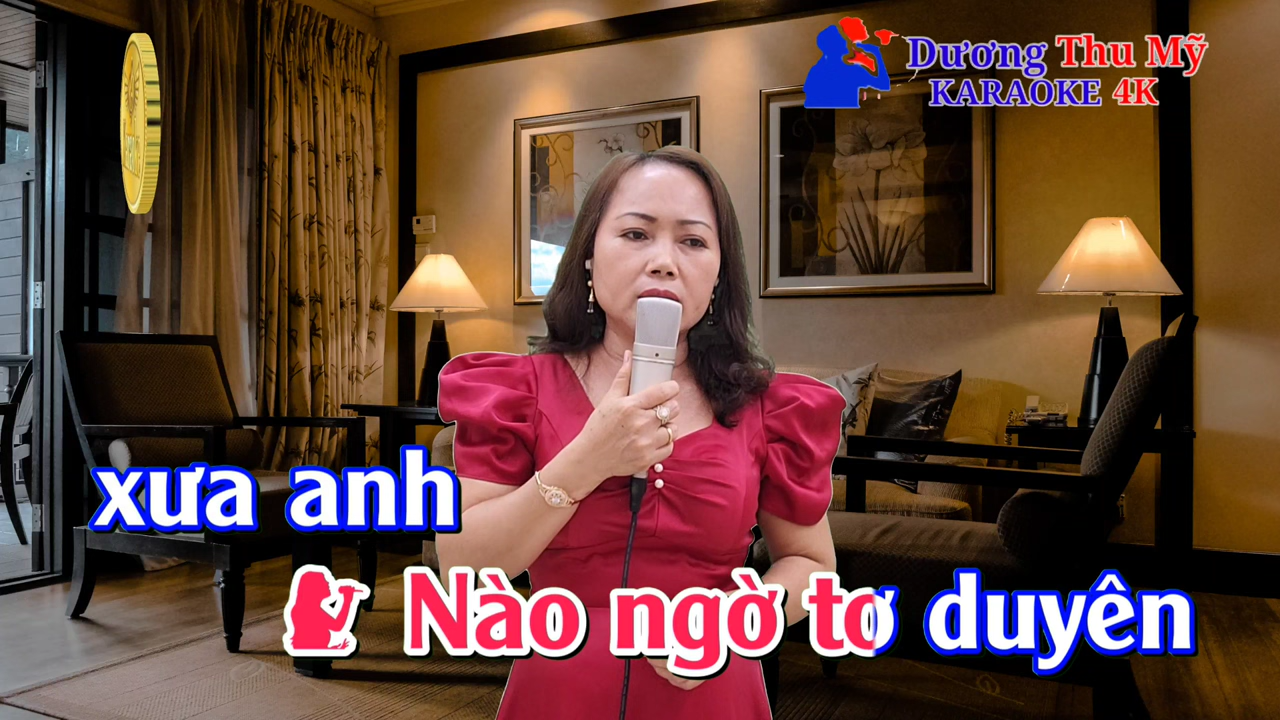 Dương Thu Mỹ
KARAOKE 4K
xưa anh
Nào ngờ tơ duyên